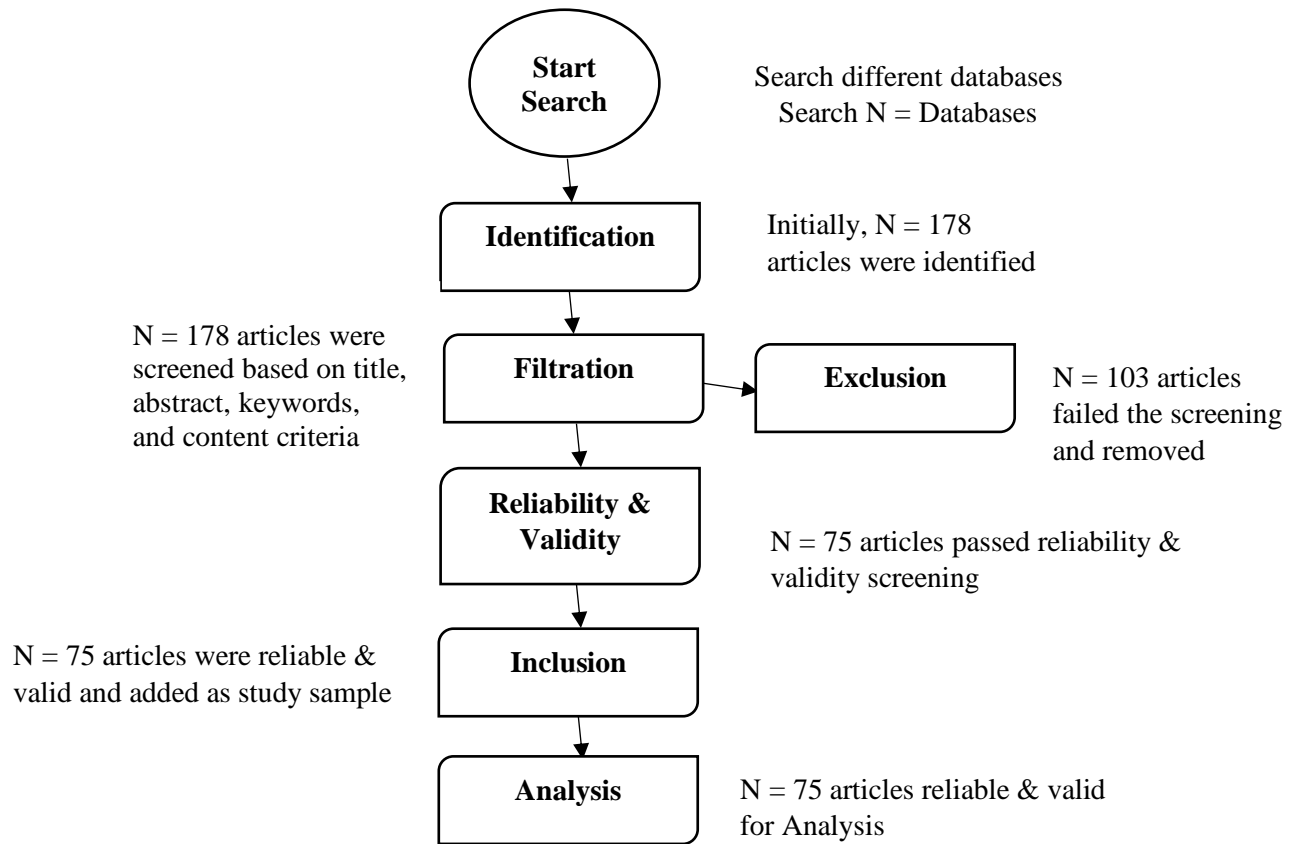 Start
Search
Search different databases
Search N = Databases
Identification
Initially, N = 178
articles were identified
N = 178 articles were
screened based on title,
abstract, keywords,
and content criteria
Filtration
Exclusion
N = 103 articles
failed the screening
and removed
Reliability &
Validity
N = 75 articles passed reliability &
validity screening
N = 75 articles were reliable &
valid and added as study sample
Inclusion
Analysis
N = 75 articles reliable & valid
for Analysis